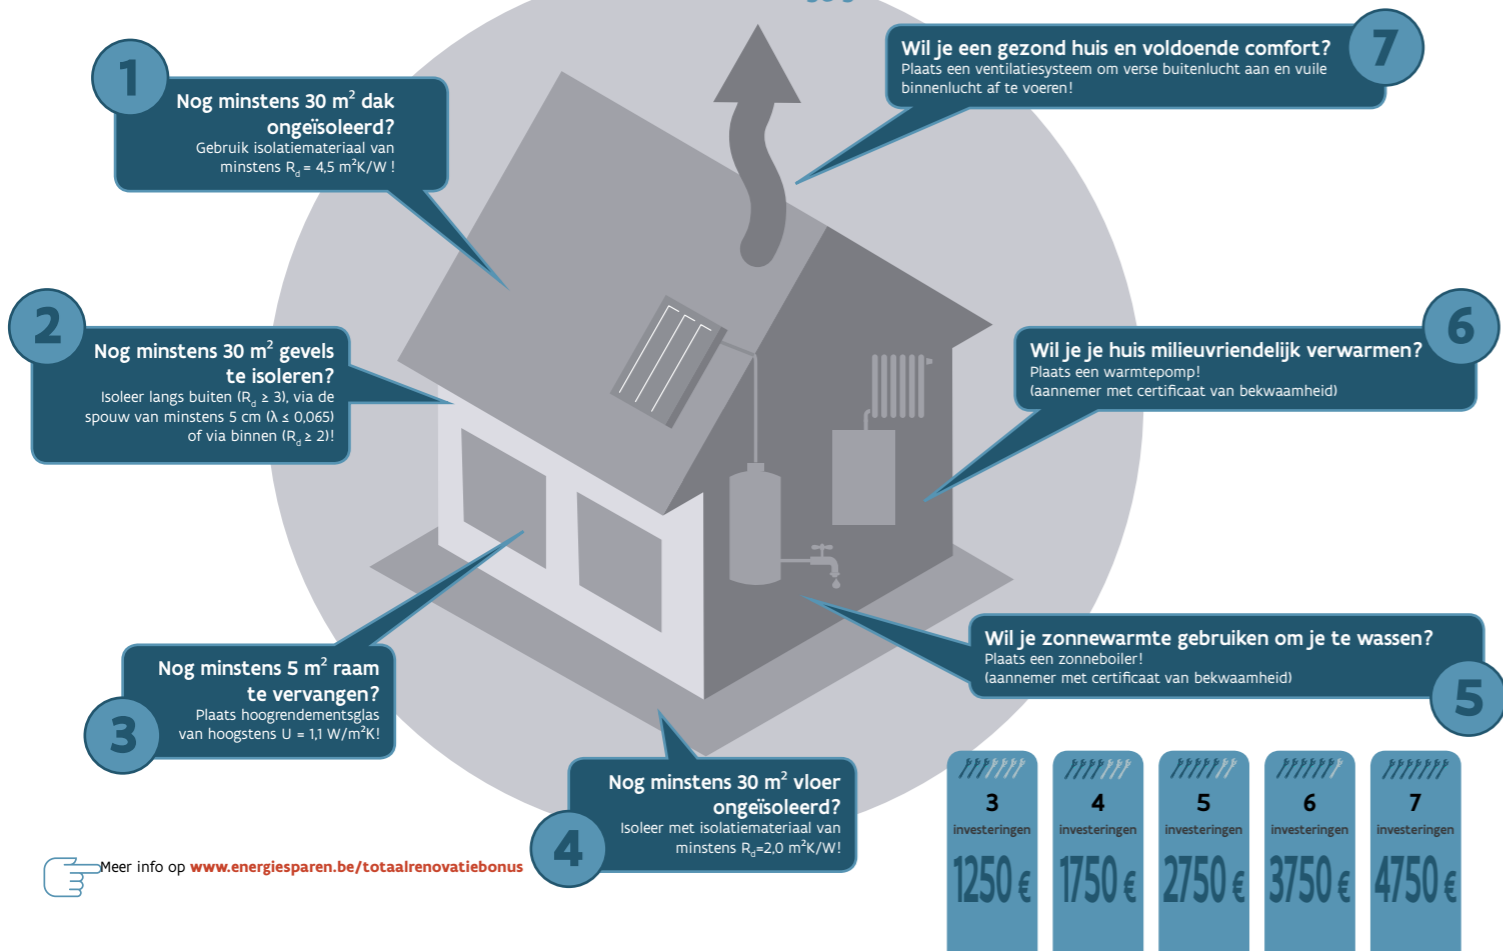 1
Nog minstens 30 m² dak
ongeïsoleerd?
Gebruik isolatiemateriaal van
minstens Rd = 4,5 m²K/W !
2
Nog minstens 30 m² gevels
te isoleren?
Isoleer langs buiten (Rd ≥ 3), via de
spouw van minstens 5 cm (λ ≤ 0,065)
of via binnen (Rd ≥ 2)!
3
Nog minstens 5 m² raam
te vervangen?
Plaats hoogrendementsglas
van hoogstens U = 1,1 W/m²K!
4
Nog minstens 30 m² vloer
ongeïsoleerd?
Isoleer met isolatiemateriaal van
minstens Rd=2,0 m²K/W!
5
Wil je zonnewarmte gebruiken om je te wassen?
Plaats een zonneboiler!
(aannemer met certificaat van bekwaamheid)
6
Wil je je huis milieuvriendelijk verwarmen?
Plaats een warmtepomp!
(aannemer met certificaat van bekwaamheid)
7
Wil je een gezond huis en voldoende comfort?
Plaats een ventilatiesysteem om verse buitenlucht aan en vuile
binnenlucht af te voeren!
3
investeringen
1250 €
4
investeringen
1750 €
5
investeringen
2750 €
6
investeringen
3750 €
7
investeringen
4750 €
Meer info op www.energiesparen.be/totaalrenovatiebonus